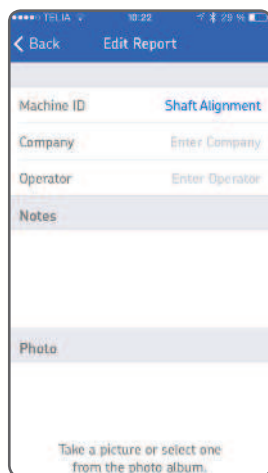 TELIA 10:22 29 %
Back Edit Report
Machine ID Shaft Alignment
Company Enter Company
Operator Enter Operator
Notes
Photo
Take a picture or select one
from the photo album.